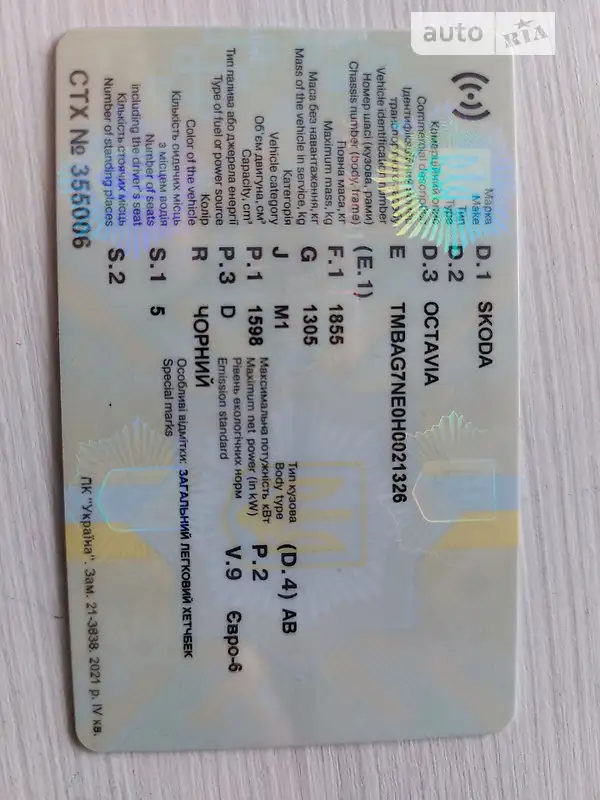 auto RIA
Марка
Make D.1 SKODA
Тип
Type D.2
Комерційний опис
Commercial description D.3 OCTAVIA
Ідентифікаційний номер
транспортного засобу
Vehicle identification number E TMBAG7NE0H0021326
Номер шасі (кузова, рами)
Chassis number (body, frame) (E.1)
Повна маса, кг
Maximum mass, kg F.1 1855
Маса без навантаження, кг
Mass of the vehicle in service, kg G 1305
Категорія Тип кузова
Vehicle category J M1 Body type (D.4) АВ
Об'єм двигуна, см³ Максимальна потужність кВт
Capacity, cm³ P.1 1598 Maximum net power (in kW) P.2
Тип палива або джерела енергії Рівень екологічних норм
Type of fuel or power source P.3 D Emission standard V.9 Євро-6
Колір
Color of the vehicle R ЧОРНИЙ
Кількість сидячих місць
з місцем водія Особливі відмітки: ЗАГАЛЬНИЙ ЛЕГКОВИЙ ХЕТЧБЕК
Number of seats Special marks
including the driver's seat S.1 5
Кількість стоячих місць
Number of standing places S.2
СТХ № 355006
ПК "Україна". Зам. 21-3838. 2021 р. IV кв.